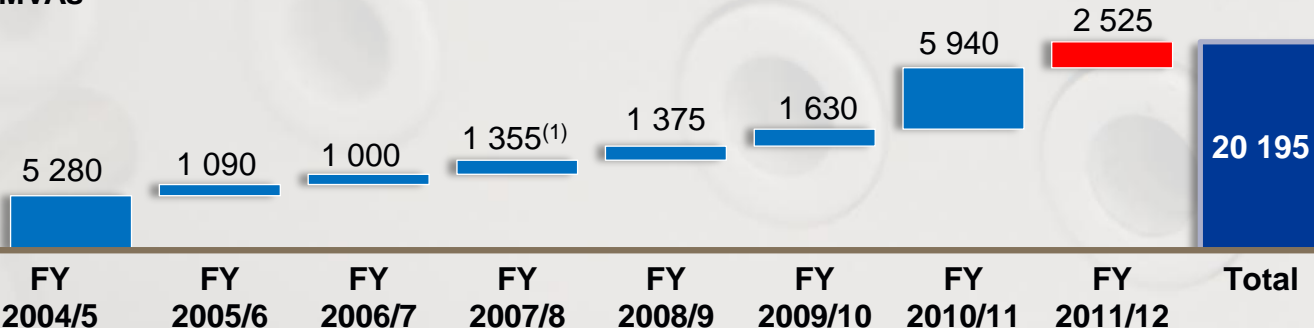 MVAs
5 280
1 090
1 000
1 355(1)
1 375
1 630
5 940
2 525
20 195
FY 2004/5
FY 2005/6
FY 2006/7
FY 2007/8
FY 2008/9
FY 2009/10
FY 2010/11
FY 2011/12
Total